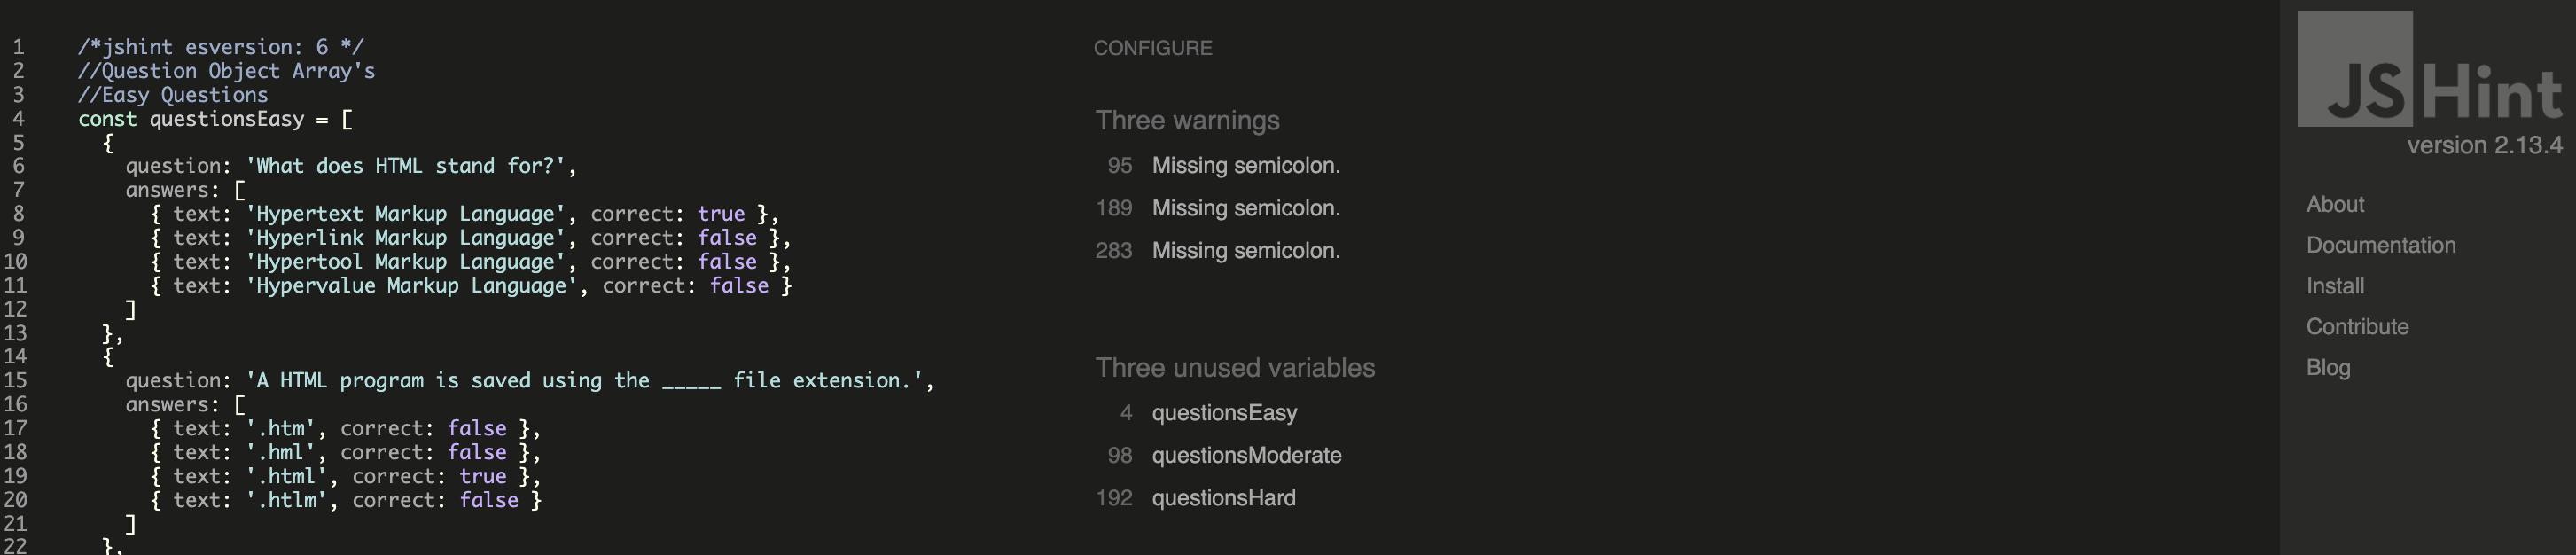 1 /*jshint esversion: 6 */
2 //Question Object Array's
3 //Easy Questions
4 const questionsEasy = [
5 {
6 question: 'What does HTML stand for?',
7 answers: [
8 { text: 'Hypertext Markup Language', correct: true },
9 { text: 'Hyperlink Markup Language', correct: false },
10 { text: 'Hypertool Markup Language', correct: false },
11 { text: 'Hypervalue Markup Language', correct: false }
12 ]
13 },
14 {
15 question: 'A HTML program is saved using the _____ file extension.',
16 answers: [
17 { text: '.htm', correct: false },
18 { text: '.hml', correct: false },
19 { text: '.html', correct: true },
20 { text: '.htlm', correct: false }
21 ]
22 },
CONFIGURE
Three warnings
95 Missing semicolon.
189 Missing semicolon.
283 Missing semicolon.
Three unused variables
4 questionsEasy
98 questionsModerate
192 questionsHard
JSHint
version 2.13.4
About
Documentation
Install
Contribute
Blog